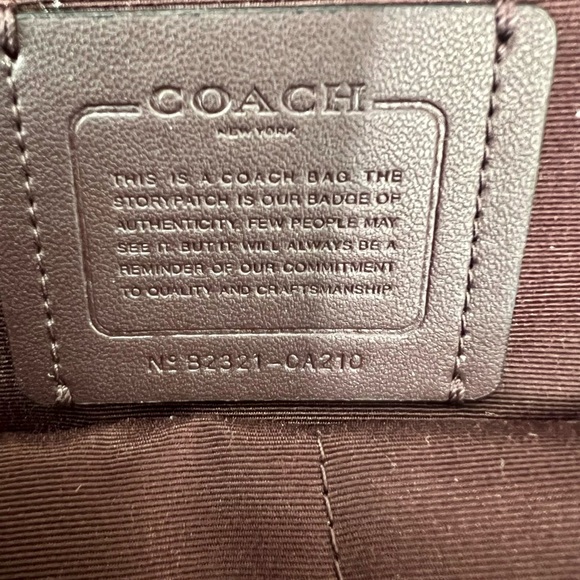 COACH
NEW YORK
THIS IS A COACH BAG. THE
STORYPATCH IS OUR BADGE OF
AUTHENTICITY. FEW PEOPLE MAY
SEE IT, BUT IT WILL ALWAYS BE A
REMINDER OF OUR COMMITMENT
TO QUALITY AND CRAFTSMANSHIP.
Nº B2321-CA210